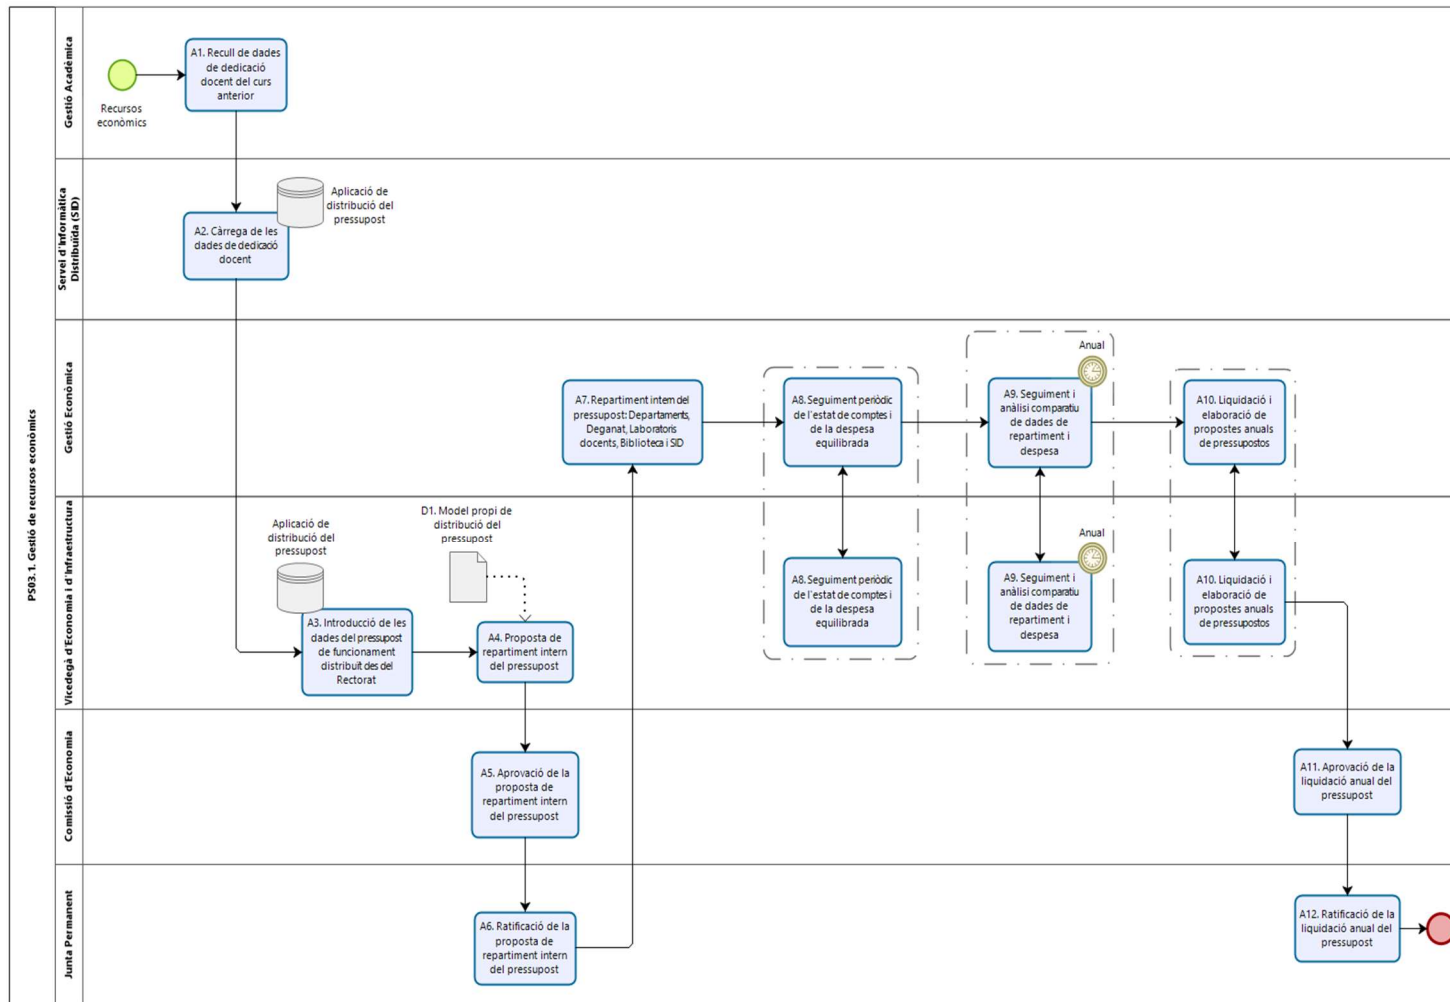 PS03.1. Gestió de recursos econòmics
Gestió Acadèmica
Recursos
econòmics
A1. Recull de dades
de dedicació
docent del curs
anterior
Servei d'Informàtica
Distribuïda (SID)
A2. Càrrega de les
dades de dedicació
docent
Aplicació de
distribució del
pressupost
Gestió Econòmica
A7. Repartiment intern del
pressupost: Departaments,
Deganat, Laboratoris
docents, Biblioteca i SID
A8. Seguiment periòdic
de l'estat de comptes i
de la despesa
equilibrada
Anual
A9. Seguiment i
anàlisi comparatiu
de dades de
repartiment i
despesa
A10. Liquidació i
elaboració de
propostes anuals
de pressupostos
Vicedegà d'Economia i d'Infraestructura
Aplicació de
distribució del
pressupost
A3. Introducció de les
dades del pressupost
de funcionament
distribuït des del
Rectorat
D1. Model propi de
distribució del
pressupost
A4. Proposta de
repartiment intern
del pressupost
A8. Seguiment periòdic
de l'estat de comptes i
de la despesa
equilibrada
Anual
A9. Seguiment i
anàlisi comparatiu
de dades de
repartiment i
despesa
A10. Liquidació i
elaboració de
propostes anuals
de pressupostos
Comissió d'Economia
A5. Aprovació de la
proposta de
repartiment intern
del pressupost
A11. Aprovació de la
liquidació anual del
pressupost
Junta Permanent
A6. Ratificació de la
proposta de
repartiment intern
del pressupost
A12. Ratificació de la
liquidació anual del
pressupost